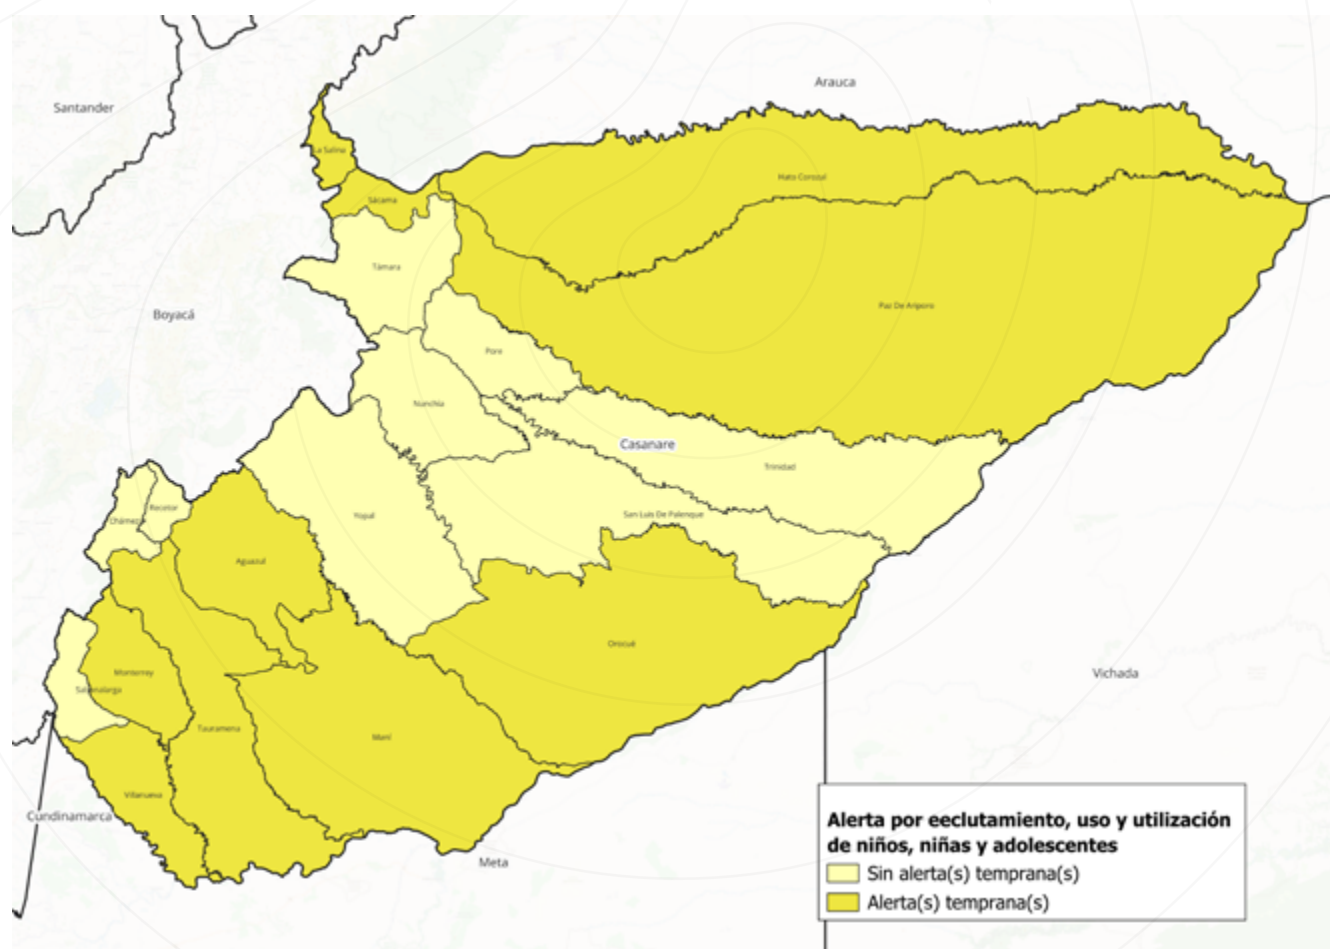 Arauca
Santander
La Salina
Hato Corozal
Sácama
Támara
Paz De Ariporo
Boyacá
Pore
Nunchía
Casanare
Trinidad
Recetor
San Luis De Palenque
Yopal
Chámeza
Aguazul
Orocué
Monterrey
Vichada
Sabanalarga
Tauramena
Maní
Villanueva
Cundinamarca
Alerta por eeclutamiento, uso y utilización
de niños, niñas y adolescentes
Meta
Sin alerta(s) temprana(s)
Alerta(s) temprana(s)